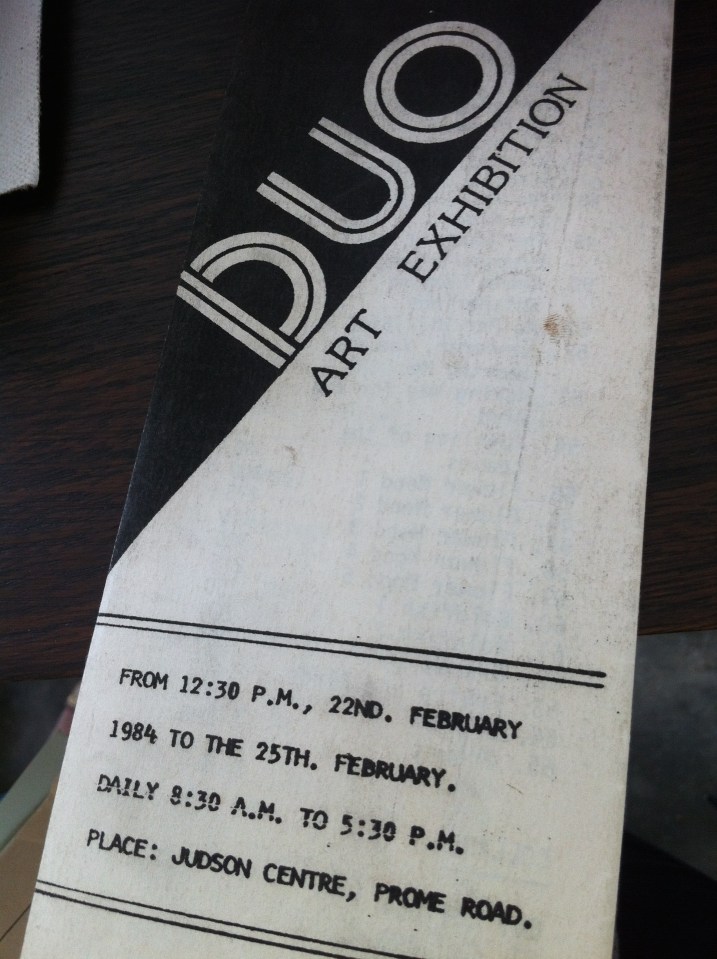 DUO
ART EXHIBITION
FROM 12:30 P.M., 22ND. FEBRUARY
1984 TO THE 25TH. FEBRUARY.
DAILY 8:30 A.M. TO 5:30 P.M.
PLACE: JUDSON CENTRE, PROME ROAD.